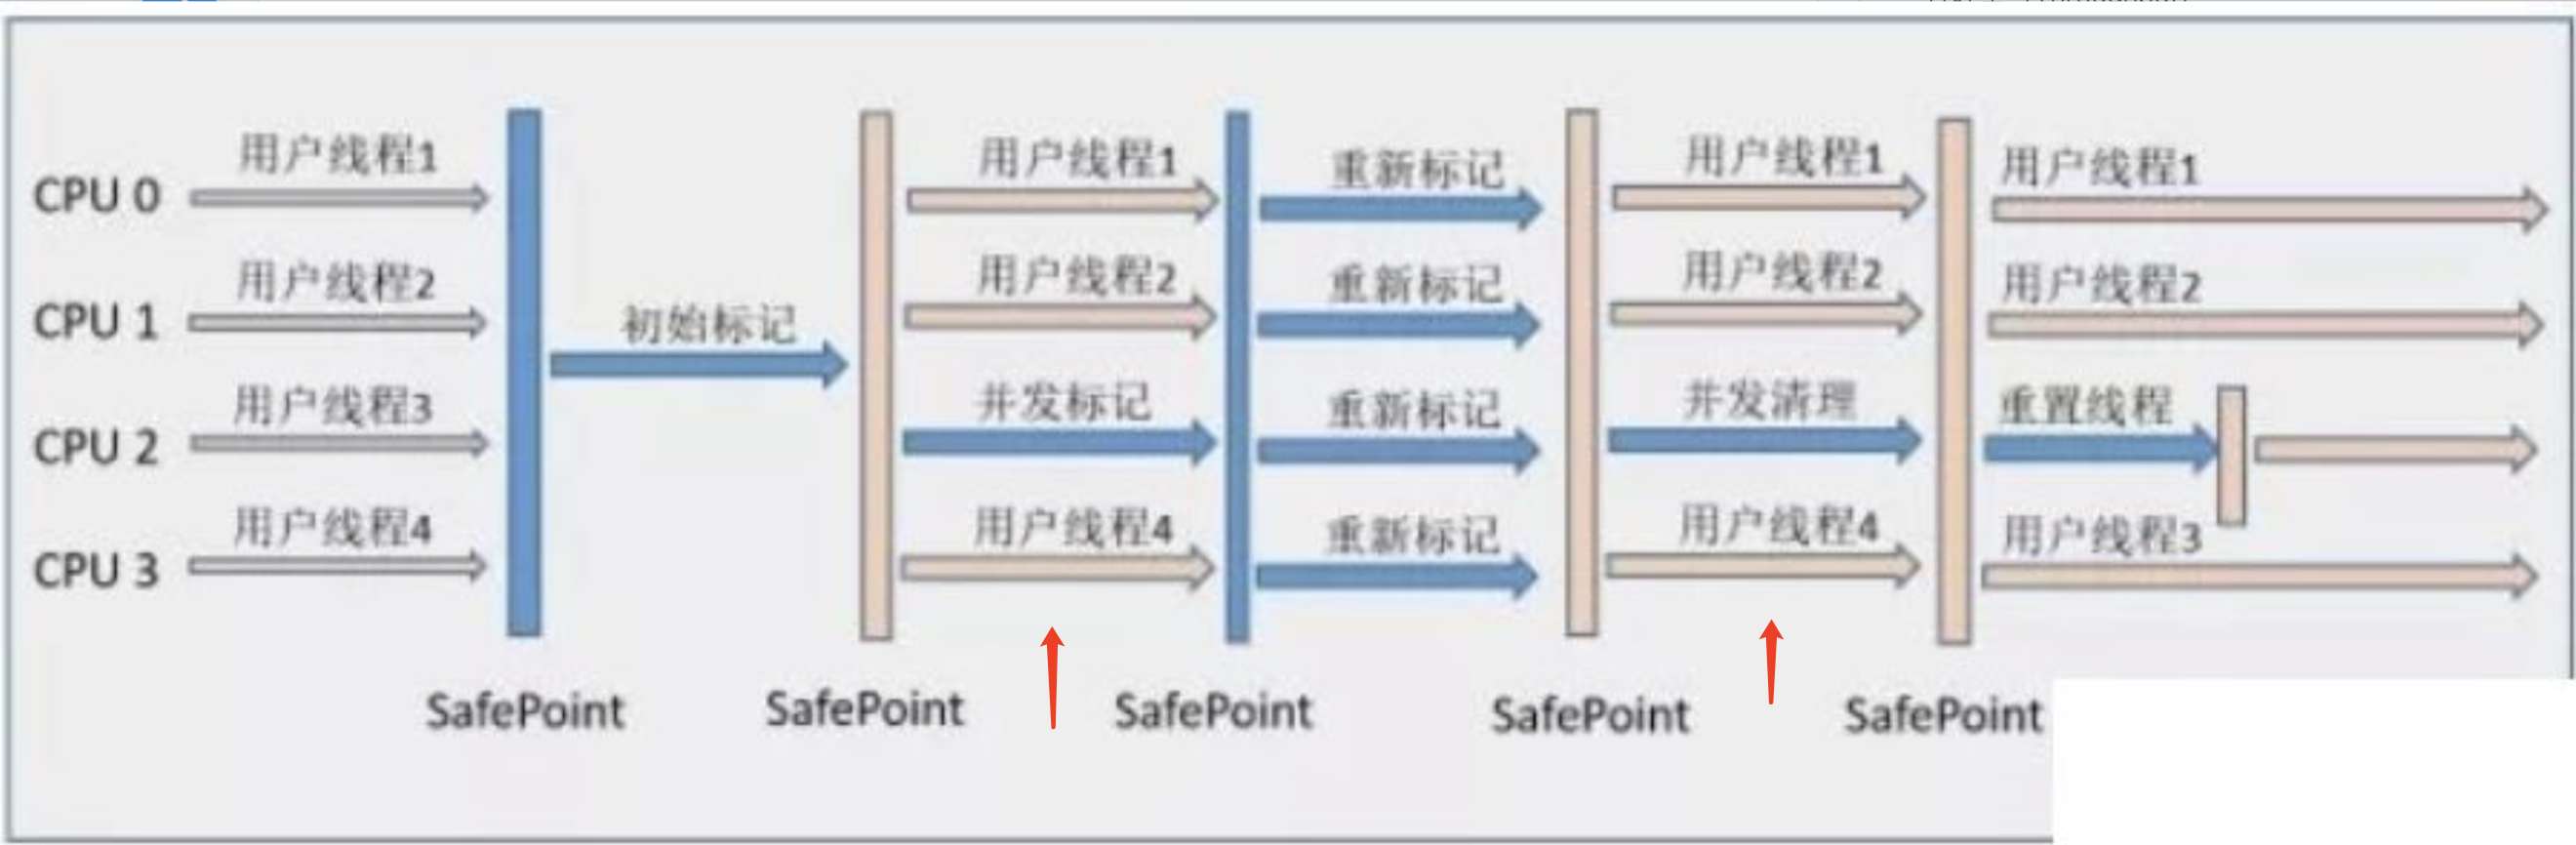 用户线程1
用户线程1
重新标记
用户线程1
用户线程1
CPU 0
用户线程2
用户线程2
重新标记
用户线程2
用户线程2
CPU 1
初始标记
用户线程3
并发标记
重新标记
并发清理
重置线程
CPU 2
用户线程4
用户线程4
重新标记
用户线程4
用户线程3
CPU 3
SafePoint
SafePoint
SafePoint
SafePoint
SafePoint